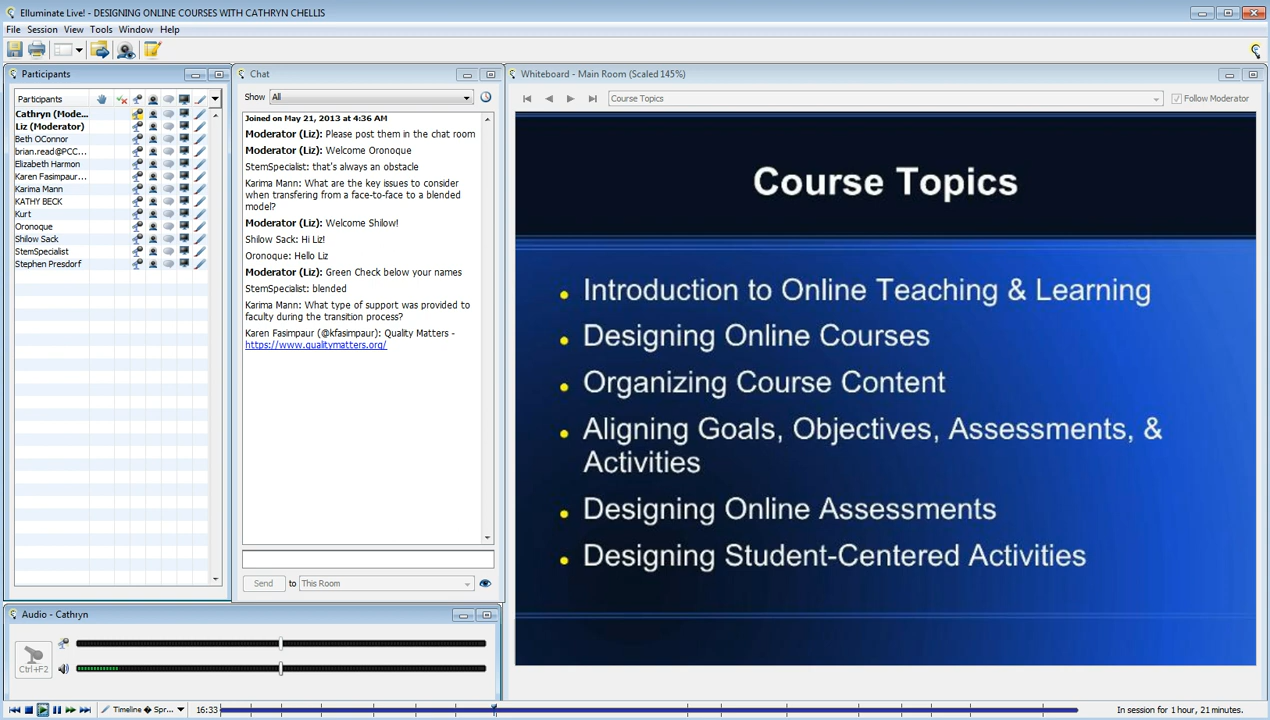 Elluminate Live! - DESIGNING ONLINE COURSES WITH CATHRYN CHELLIS
File Session View Tools Window Help
Participants
Participants
Cathryn (Mode...
Liz (Moderator)
Beth OConnor
brian.read@PCC...
Elizabeth Harmon
Karen Fasimpaur...
Karima Mann
KATHY BECK
Kurt
Oronoque
Shilow Sack
StemSpecialist
Stephen Presdorf
Chat
Show All
Joined on May 21, 2013 at 4:36 AM
Moderator (Liz): Please post them in the chat room
Moderator (Liz): Welcome Oronoque
StemSpecialist: that's always an obstacle
Karima Mann: What are the key issues to consider
when transfering from a face-to-face to a blended
model?
Moderator (Liz): Welcome Shilow!
Shilow Sack: Hi Liz!
Oronoque: Hello Liz
Moderator (Liz): Green Check below your names
StemSpecialist: blended
Karima Mann: What type of support was provided to
faculty during the transition process?
Karen Fasimpaur (@kfasimpaur): Quality Matters -
https://www.qualitymatters.org/
Send to This Room
Whiteboard - Main Room (Scaled 145%)
Course Topics
Follow Moderator
Course Topics
Introduction to Online Teaching & Learning
Designing Online Courses
Organizing Course Content
Aligning Goals, Objectives, Assessments, &
Activities
Designing Online Assessments
Designing Student-Centered Activities
Audio - Cathryn
Ctrl+F2
Timeline � Spr... 16:33
In session for 1 hour, 21 minutes.